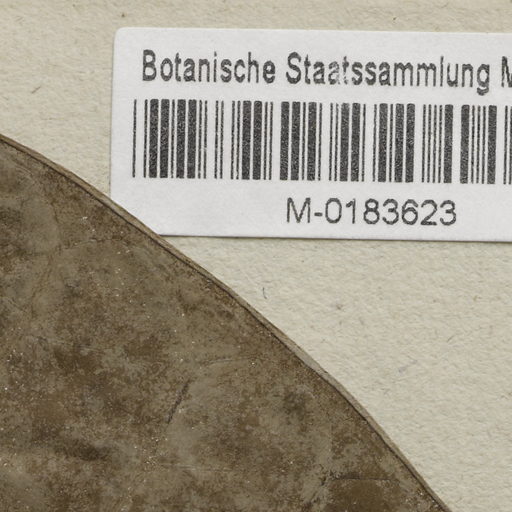 Botanische Staatssammlung M
M-0183623